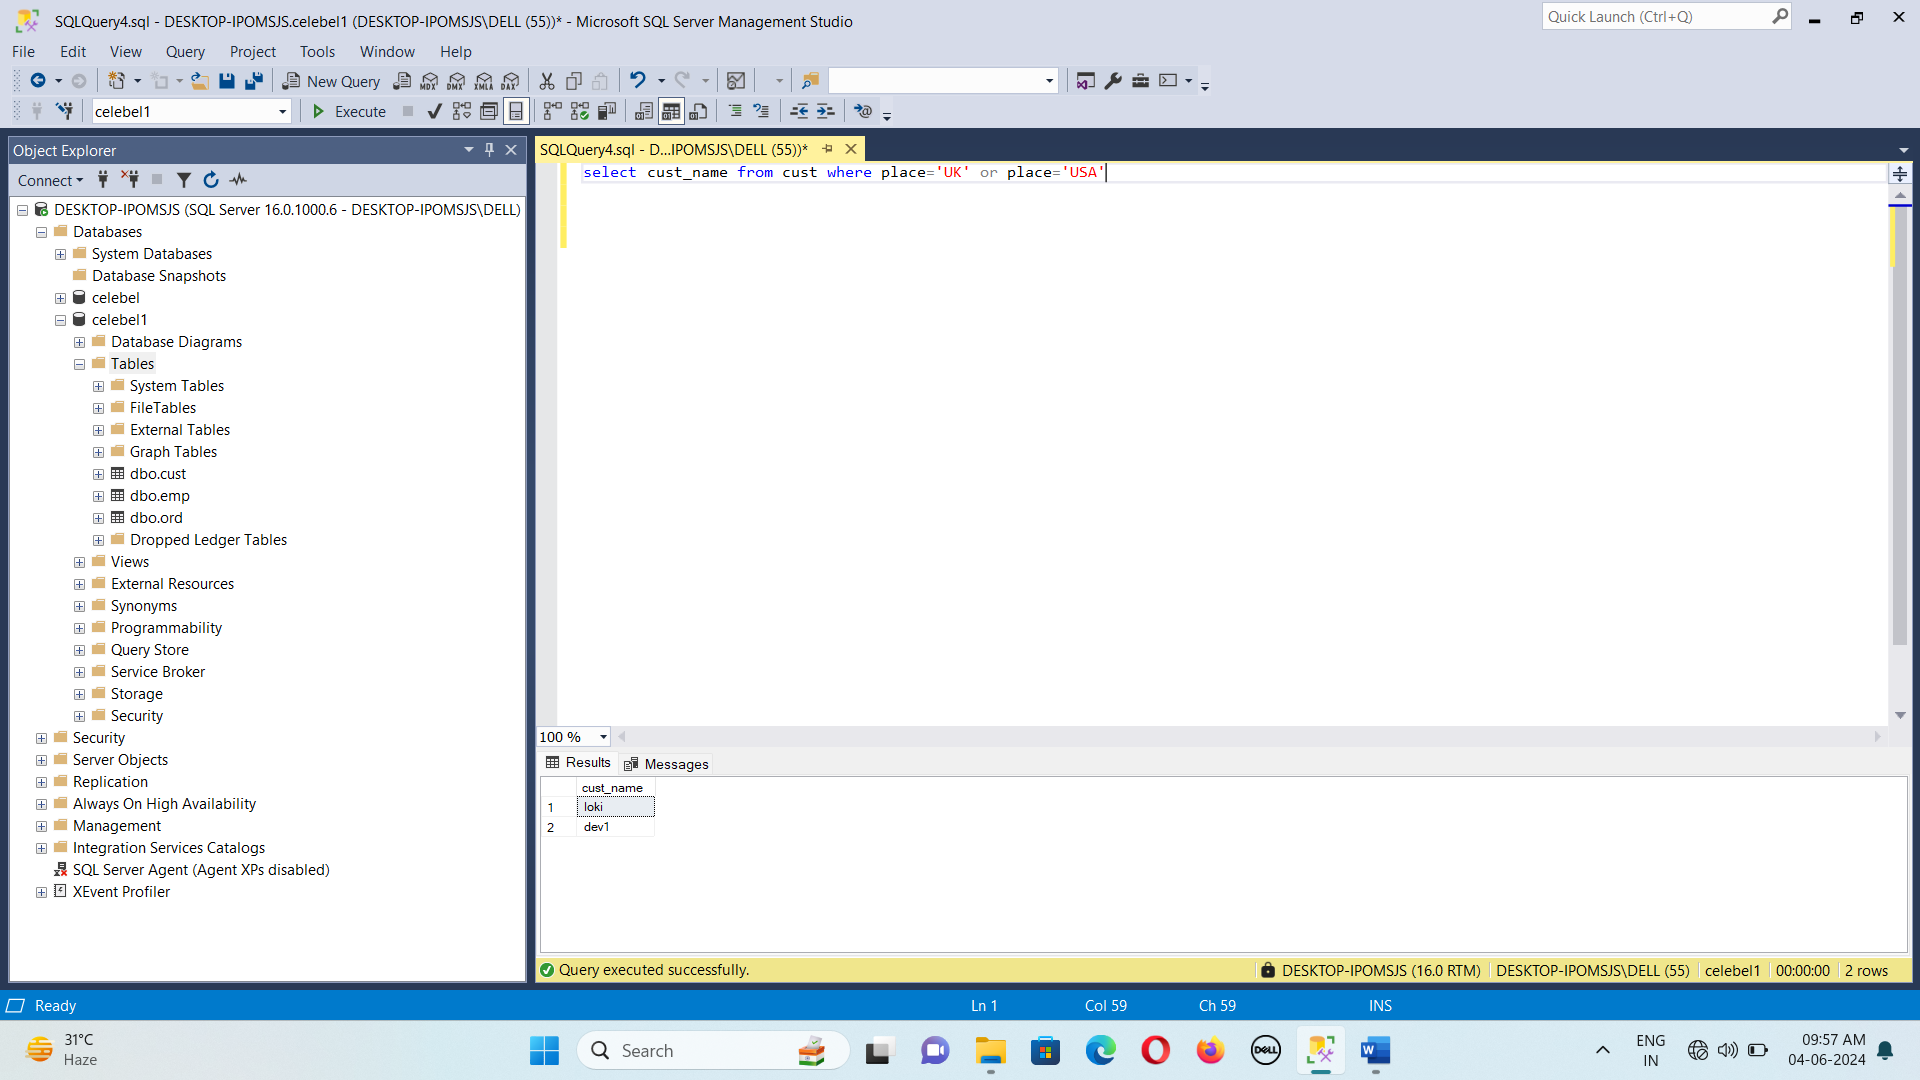 SQLQuery4.sql - DESKTOP-IPOMSJS.celebel1 (DESKTOP-IPOMSJS\DELL (55))* - Microsoft SQL Server Management Studio
Quick Launch (Ctrl+Q)
File Edit View Query Project Tools Window Help
New Query MDX DMX XMLA DAX
celebel1 Execute
Object Explorer
SQLQuery4.sql - D...IPOMSJS\DELL (55))*
Connect
select cust_name from cust where place='UK' or place='USA'
DESKTOP-IPOMSJS (SQL Server 16.0.1000.6 - DESKTOP-IPOMSJS\DELL)
Databases
System Databases
Database Snapshots
celebel
celebel1
Database Diagrams
Tables
System Tables
FileTables
External Tables
Graph Tables
dbo.cust
dbo.emp
dbo.ord
Dropped Ledger Tables
Views
External Resources
Synonyms
Programmability
Query Store
Service Broker
Storage
Security
Security
Server Objects
Replication
Always On High Availability
Management
Integration Services Catalogs
SQL Server Agent (Agent XPs disabled)
XEvent Profiler
100 %
Results Messages
cust_name
1 loki
2 dev1
Query executed successfully. DESKTOP-IPOMSJS (16.0 RTM) DESKTOP-IPOMSJS\DELL (55) celebel1 00:00:00 2 rows
Ready Ln 1 Col 59 Ch 59 INS
31°C
Haze
Search
DELL
ENG
IN
09:57 AM
04-06-2024